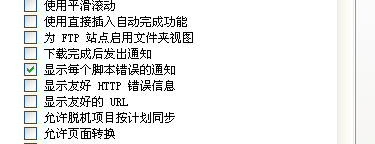 使用平滑滚动
使用直接插入自动完成功能
为 FTP 站点启用文件夹视图
下载完成后发出通知
显示每个脚本错误的通知
显示友好 HTTP 错误信息
显示友好的 URL
允许脱机项目按计划同步
允许页面转换